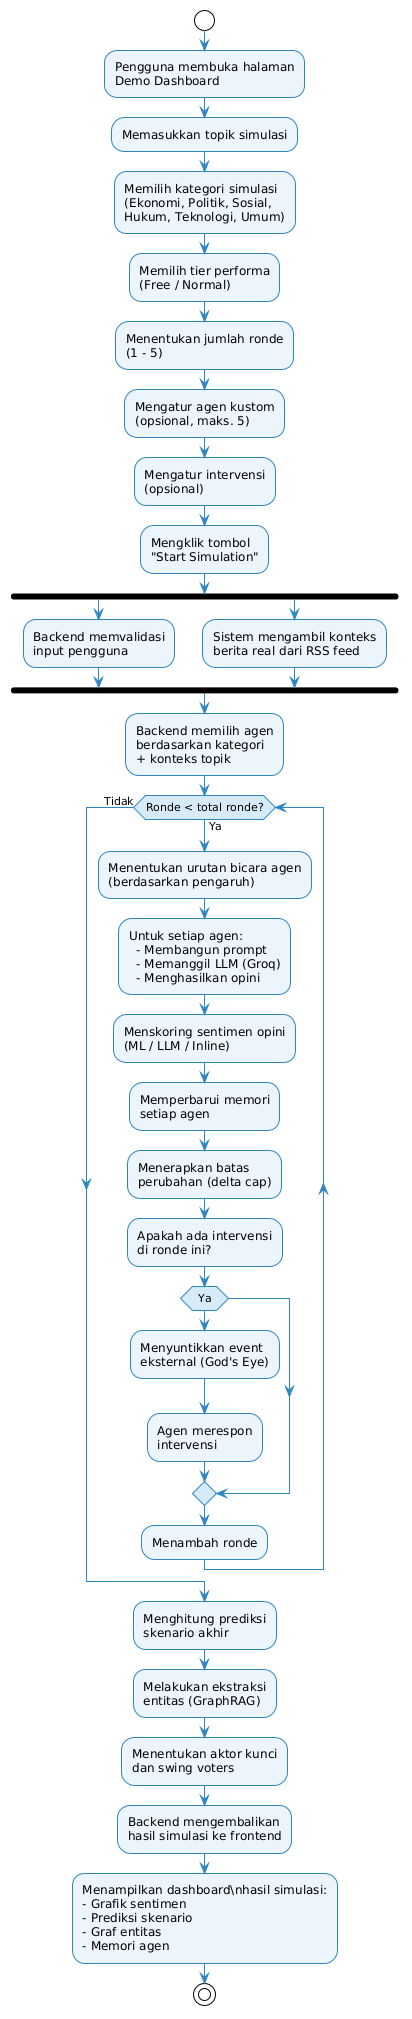 Pengguna membuka halaman
Demo Dashboard
Memasukkan topik simulasi
Memilih kategori simulasi
(Ekonomi, Politik, Sosial,
Hukum, Teknologi, Umum)
Memilih tier performa
(Free / Normal)
Menentukan jumlah ronde
(1 - 5)
Mengatur agen kustom
(opsional, maks. 5)
Mengatur intervensi
(opsional)
Mengklik tombol
"Start Simulation"
Backend memvalidasi
input pengguna
Sistem mengambil konteks
berita real dari RSS feed
Backend memilih agen
berdasarkan kategori
+ konteks topik
Tidak
Ronde < total ronde?
Ya
Menentukan urutan bicara agen
(berdasarkan pengaruh)
Untuk setiap agen:
- Membangun prompt
- Memanggil LLM (Groq)
- Menghasilkan opini
Menskoring sentimen opini
(ML / LLM / Inline)
Memperbarui memori
setiap agen
Menerapkan batas
perubahan (delta cap)
Apakah ada intervensi
di ronde ini?
Ya
Menyuntikkan event
eksternal (God's Eye)
Agen merespon
intervensi
Menambah ronde
Menghitung prediksi
skenario akhir
Melakukan ekstraksi
entitas (GraphRAG)
Menentukan aktor kunci
dan swing voters
Backend mengembalikan
hasil simulasi ke frontend
Menampilkan dashboard\nhasil simulasi:
- Grafik sentimen
- Prediksi skenario
- Graf entitas
- Memori agen